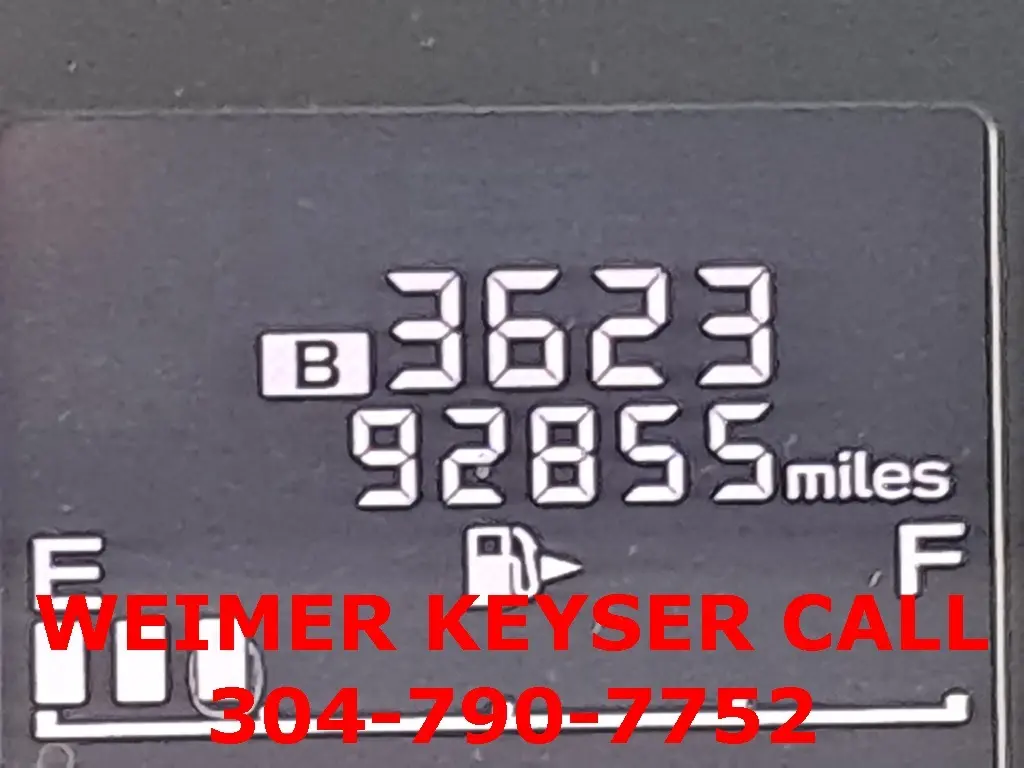 3623
B
92855 miles
E F
WEIMER KEYSER CALL
304-790-7752